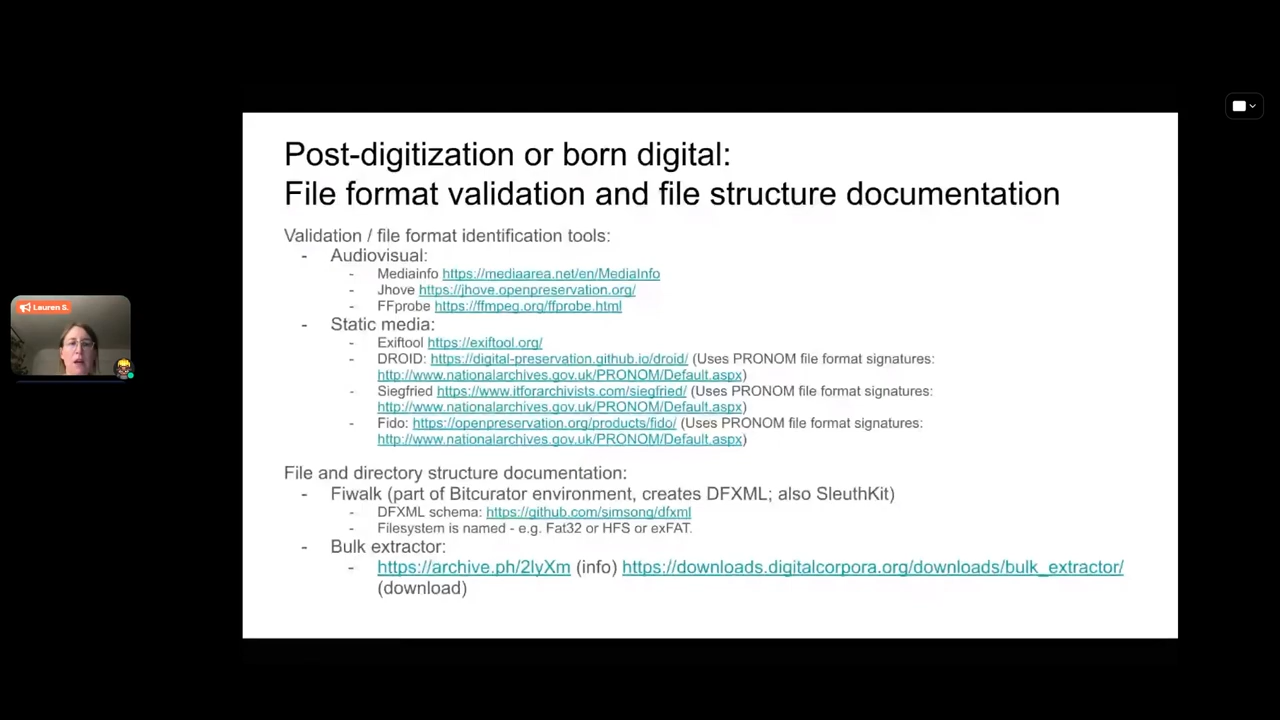 Post-digitization or born digital:
File format validation and file structure documentation
Validation / file format identification tools:
- Audiovisual:
- Mediainfo https://mediaarea.net/en/MediaInfo
- Jhove https://jhove.openpreservation.org/
- FFprobe https://ffmpeg.org/ffprobe.html
- Static media:
- Exiftool https://exiftool.org/
- DROID: https://digital-preservation.github.io/droid/ (Uses PRONOM file format signatures:
http://www.nationalarchives.gov.uk/PRONOM/Default.aspx)
- Siegfried https://www.itforarchivists.com/siegfried/ (Uses PRONOM file format signatures:
http://www.nationalarchives.gov.uk/PRONOM/Default.aspx)
- Fido: https://openpreservation.org/products/fido/ (Uses PRONOM file format signatures:
http://www.nationalarchives.gov.uk/PRONOM/Default.aspx)
Lauren S.
File and directory structure documentation:
- Fiwalk (part of Bitcurator environment, creates DFXML; also SleuthKit)
- DFXML schema: https://github.com/simsong/dfxml
- Filesystem is named - e.g. Fat32 or HFS or exFAT.
- Bulk extractor:
- https://archive.ph/2lyXm (info) https://downloads.digitalcorpora.org/downloads/bulk_extractor/
(download)